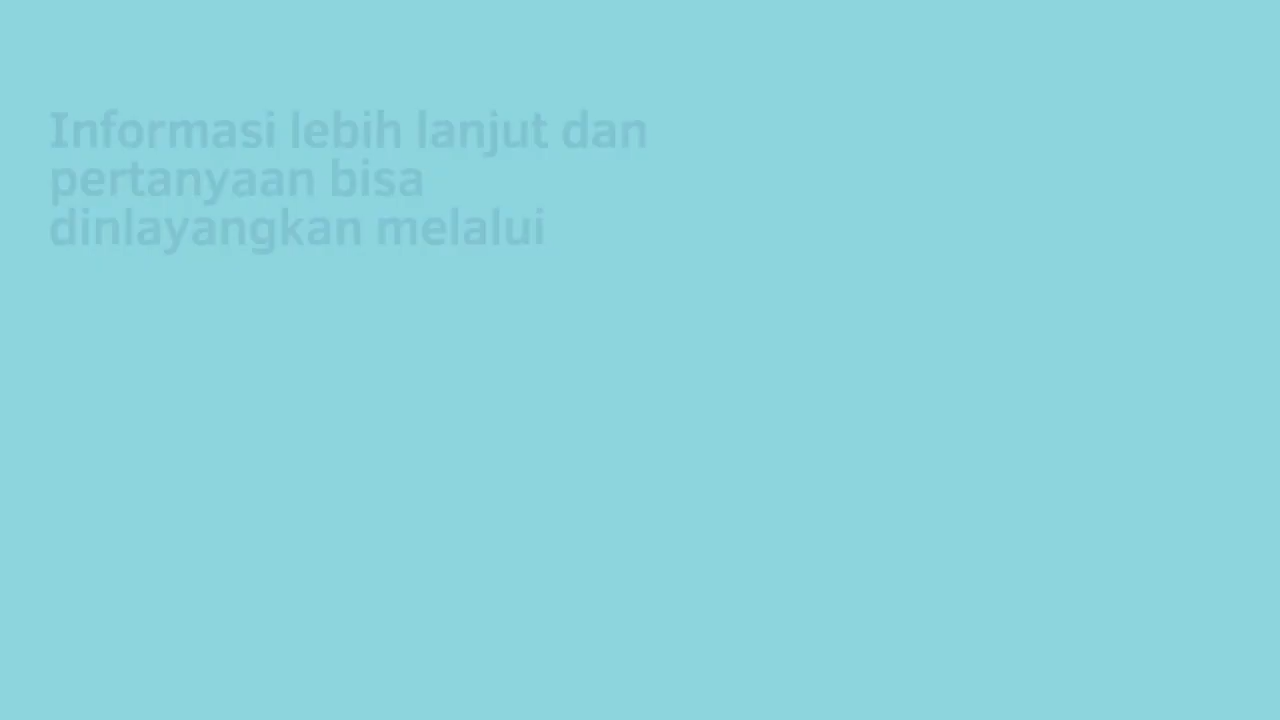 Informasi lebih lanjut dan
pertanyaan bisa
dinlayangkan melalui